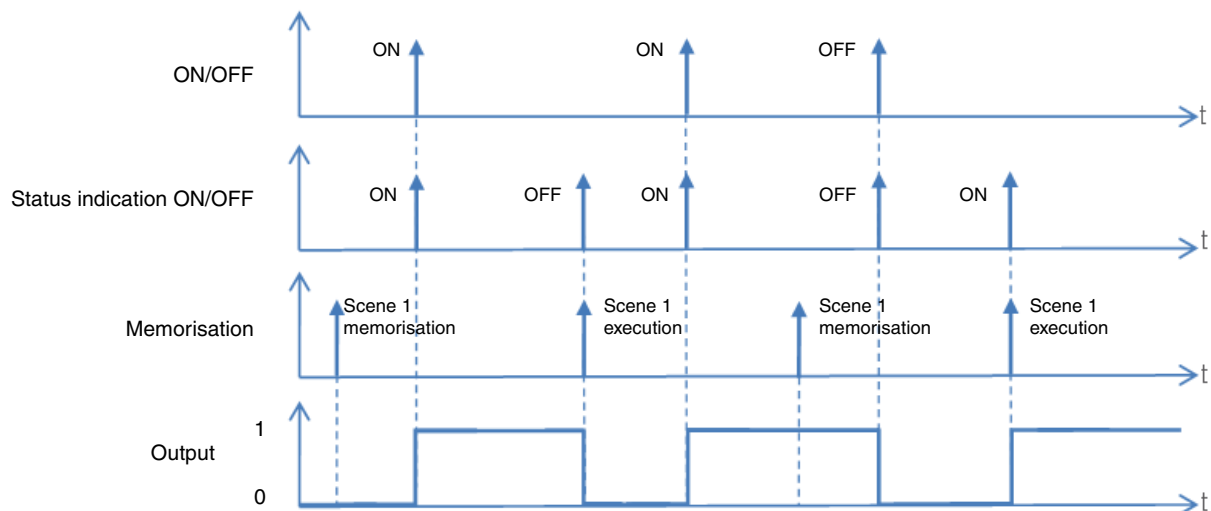 ON/OFF
ON
ON
OFF
t
Status indication ON/OFF
ON
OFF
ON
OFF
ON
t
Memorisation
Scene 1
memorisation
Scene 1
execution
Scene 1
memorisation
Scene 1
execution
t
Output
1
0
t